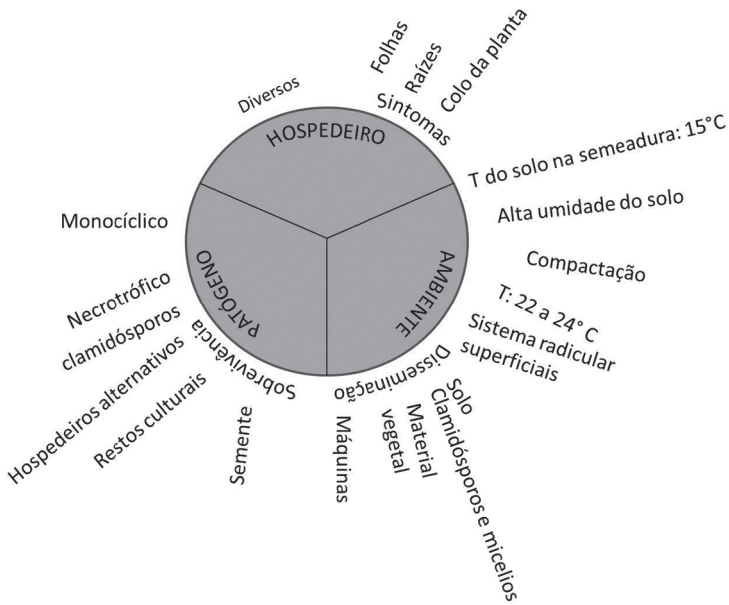 Diversos
Folhas
Raízes
Colo da planta
Sintomas
HOSPEDEIRO
T do solo na semeadura: 15°C
Alta umidade do solo
Compactação
T: 22 a 24° C
Sistema radicular
superficiais
AMBIENTE
Disseminação
Solo
Clamidósporos e micelios
Material
vegetal
Máquinas
PATÓGENO
Sobrevivência
Monocíclico
Necrotrófico
clamidósporos
Hospedeiros alternativos
Restos culturais
Semente